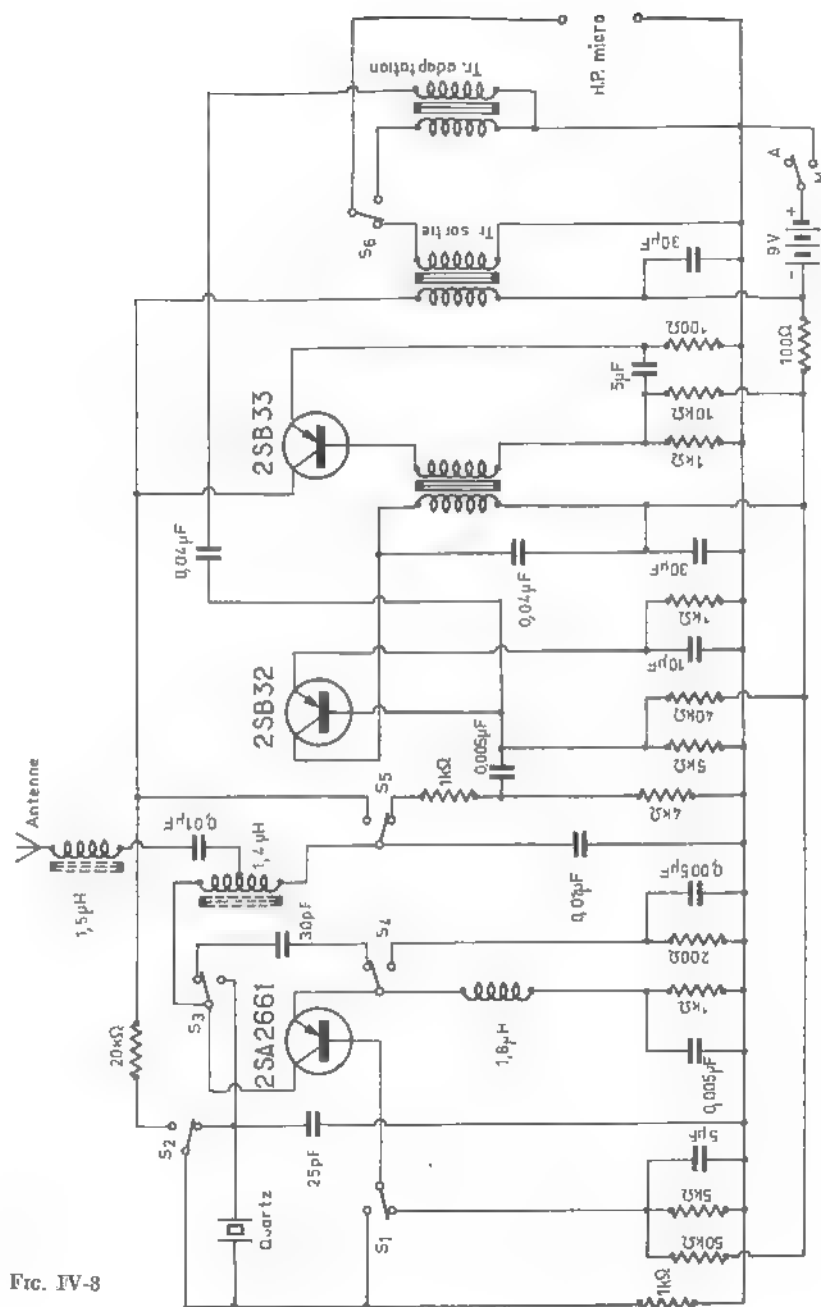 Antenne
1,5µH
0,01µF
1,4µH
30pF
S3
S4
S5
20kΩ
S2
2SA2661
25pF
Quartz
S1
1,8µH
5µF
50kΩ
5kΩ
1kΩ
0,005µF
1kΩ
200Ω
0,005µF
0,01µF
4kΩ
1kΩ
0,005µF
2SB32
0,04µF
5kΩ
40kΩ
10µF
1kΩ
30µF
0,04µF
2SB33
1kΩ
10kΩ
5µF
100Ω
30µF
Tr sortie
S6
Tr. adaptation
H.P. micro
100Ω
9V
-
+
A
M
FIG. IV-8